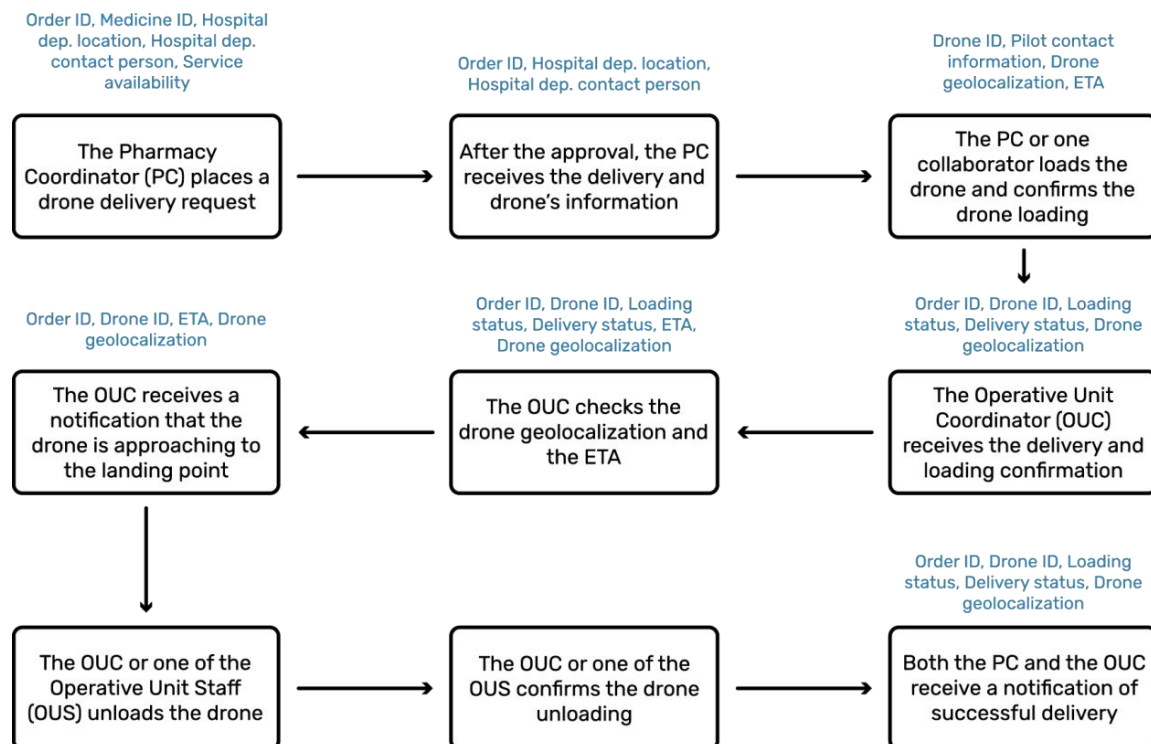 Order ID, Medicine ID, Hospital
dep. location, Hospital dep.
contact person, Service
availability
The Pharmacy
Coordinator (PC) places a
drone delivery request
Order ID, Hospital dep. location,
Hospital dep. contact person
After the approval, the PC
receives the delivery and
drone's information
Drone ID, Pilot contact
information, Drone
geolocalization, ETA
The PC or one
collaborator loads the
drone and confirms the
drone loading
Order ID, Drone ID, Loading
status, Delivery status, Drone
geolocalization
The Operative Unit
Coordinator (OUC)
receives the delivery and
loading confirmation
Order ID, Drone ID, Loading
status, Delivery status, ETA,
Drone geolocalization
The OUC checks the
drone geolocalization and
the ETA
Order ID, Drone ID, ETA, Drone
geolocalization
The OUC receives a
notification that the
drone is approaching to
the landing point
The OUC or one of the
Operative Unit Staff
(OUS) unloads the drone
The OUC or one of the
OUS confirms the drone
unloading
Order ID, Drone ID, Loading
status, Delivery status, Drone
geolocalization
Both the PC and the OUC
receive a notification of
successful delivery